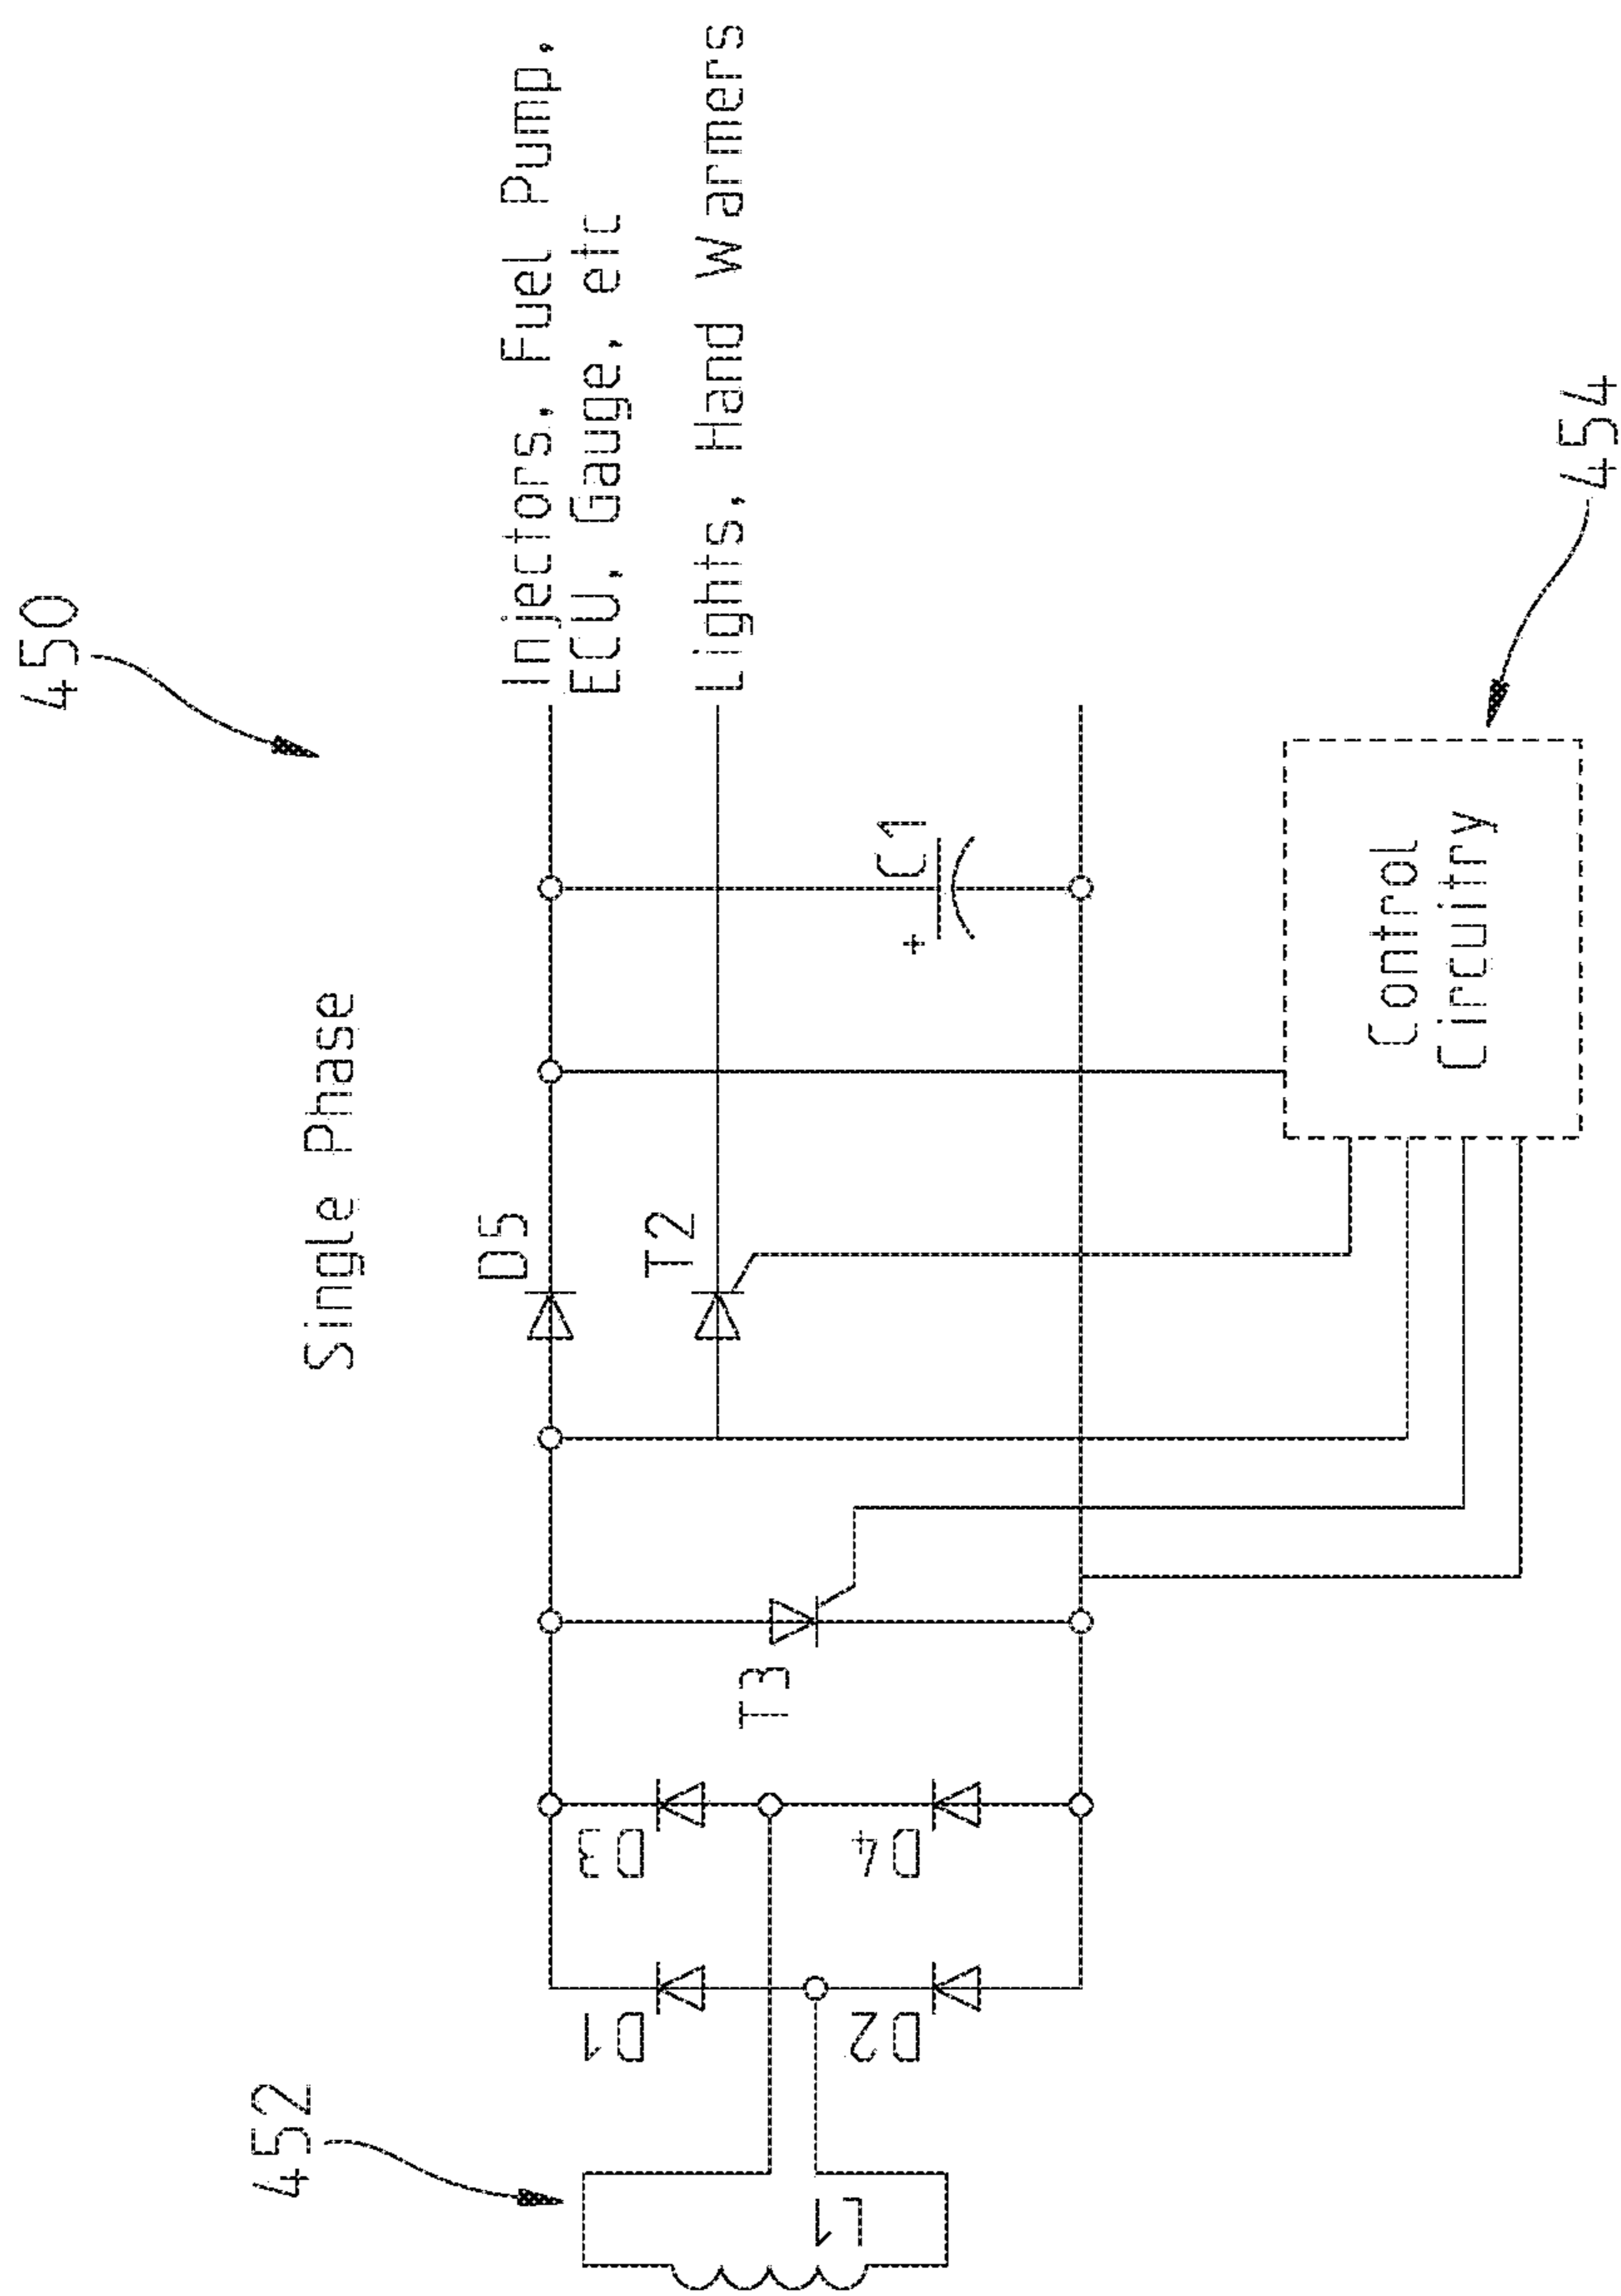 450
Single Phase
Injectors, Fuel Pump,
ECU, Gauge, etc
Lights, Hand Warmers
452
D5
T2
D1
D3
T3
C1
+
D2
D4
L1
Control
Circuitry
454